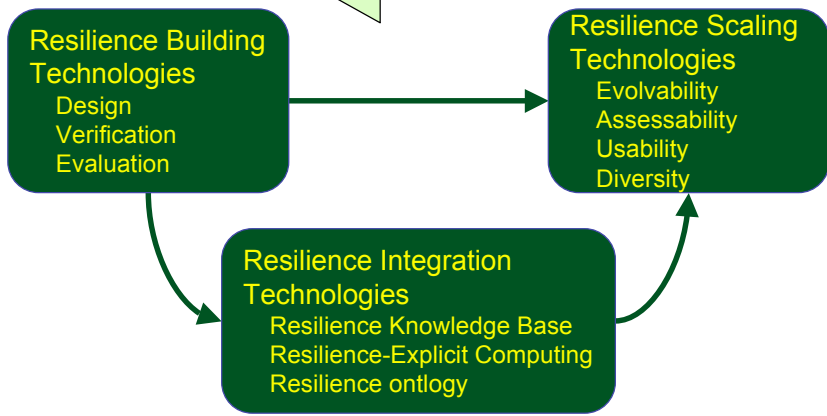 Resilience Building
Technologies
Design
Verification
Evaluation
Resilience Scaling
Technologies
Evolvability
Assessability
Usability
Diversity
Resilience Integration
Technologies
Resilience Knowledge Base
Resilience-Explicit Computing
Resilience ontlogy